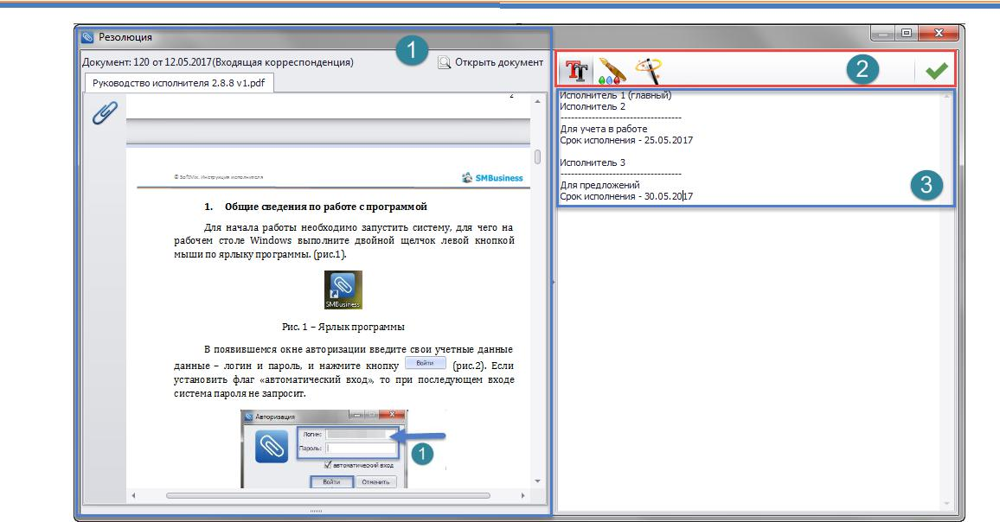 Резолюция
1
Документ: 120 от 12.05.2017(Входящая корреспонденция)
Открыть документ
Руководство исполнителя 2.8.8 v1.pdf
2
© SoftMix. Инструкция исполнителя
SMBusiness
1. Общие сведения по работе с программой
Для начала работы необходимо запустить систему, для чего на
рабочем столе Windows выполните двойной щелчок левой кнопкой
мыши по ярлыку программы. (рис.1).
SMBusiness
Рис. 1 – Ярлык программы
В появившемся окне авторизации введите свои учетные данные
данные – логин и пароль, и нажмите кнопку Войти (рис.2). Если
установить флаг «автоматический вход», то при последующем входе
система пароля не запросит.
Авторизация
Логин:
Пароль:
1
автоматический вход
Войти
Отменить
TT
2
Исполнитель 1 (главный)
Исполнитель 2
-----------------------------------
Для учета в работе
Срок исполнения - 25.05.2017
Исполнитель 3
-----------------------------------
Для предложений
Срок исполнения - 30.05.2017
3